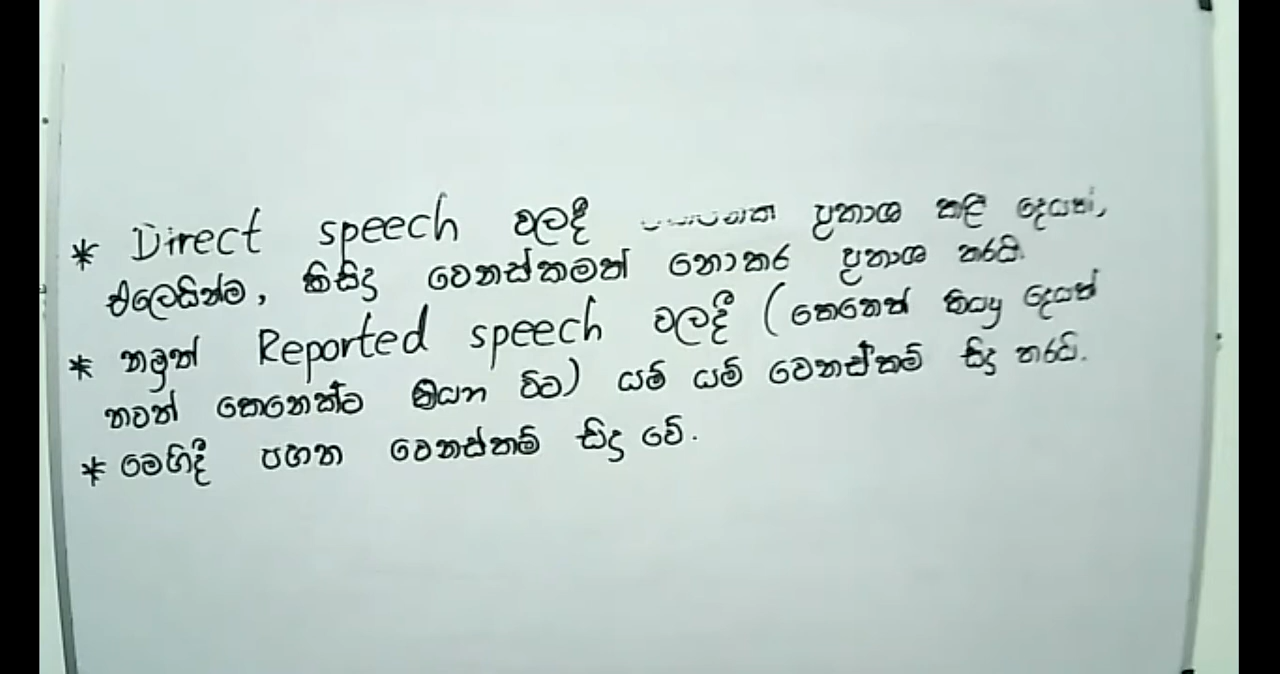 * Direct speech වලදී ප්‍රකාශ කළ දෙයක්,
එලෙසින්ම, කිසිදු වෙනස්කමක් නොකර ප්‍රකාශ කරයි.
* නමුත් Reported speech වලදී (කෙනෙක් කියපු දෙයක්
තවත් කෙනෙක්ට කියන විට) යම් යම් වෙනස්කම් සිදු කරයි.
* මෙහිදී පහත වෙනස්කම් සිදු වේ.